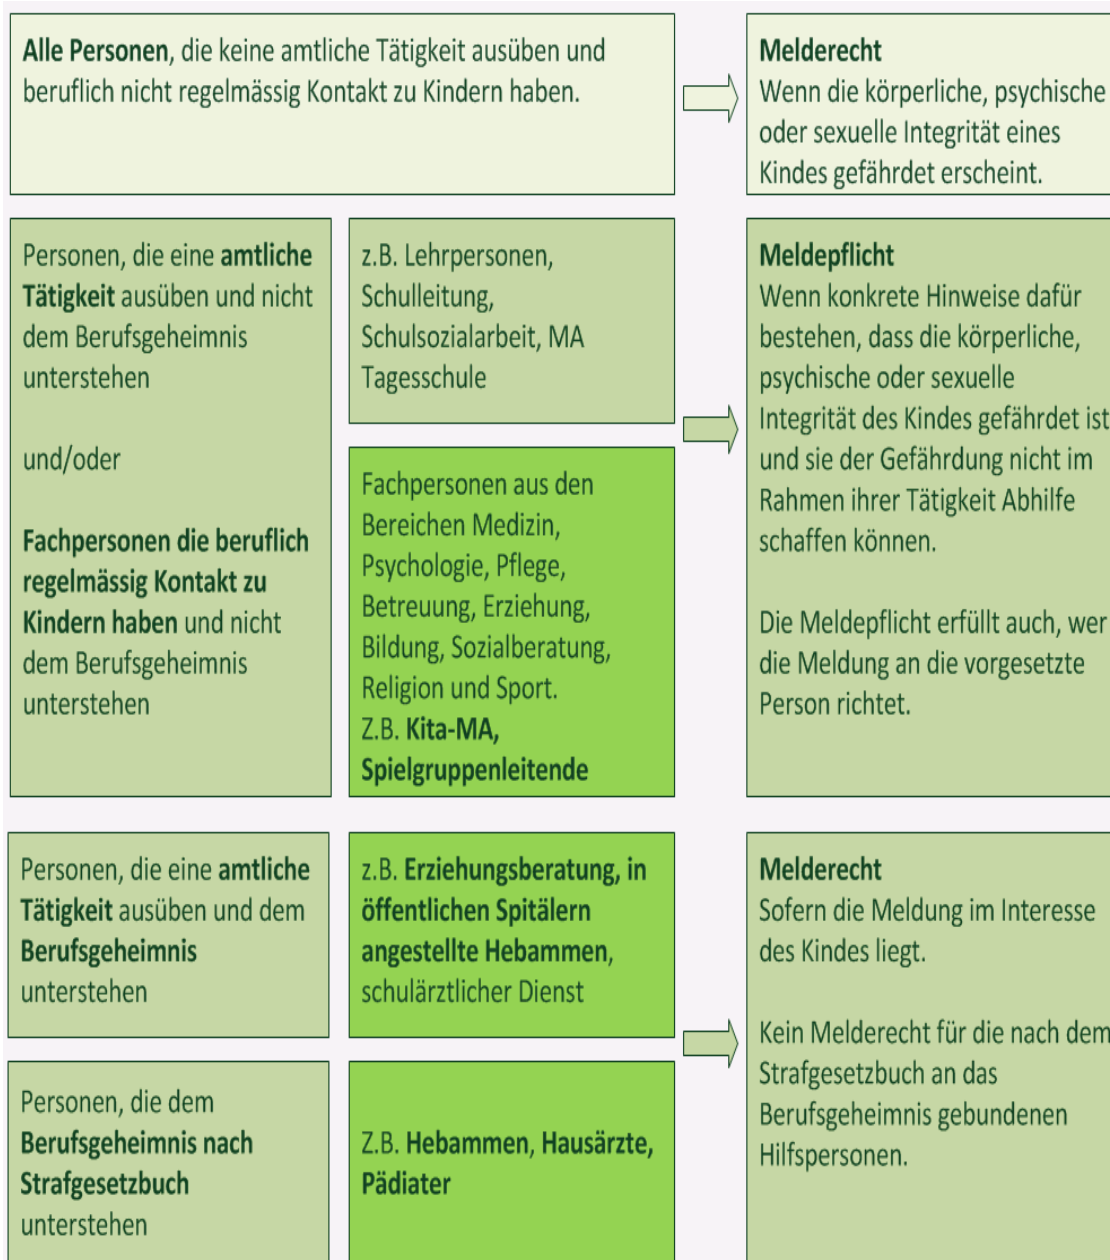 Alle Personen, die keine amtliche Tätigkeit ausüben und
beruflich nicht regelmässig Kontakt zu Kindern haben.
Melderecht
Wenn die körperliche, psychische
oder sexuelle Integrität eines
Kindes gefährdet erscheint.
Personen, die eine amtliche
Tätigkeit ausüben und nicht
dem Berufsgeheimnis
unterstehen
und/oder
Fachpersonen die beruflich
regelmässig Kontakt zu
Kindern haben und nicht
dem Berufsgeheimnis
unterstehen
z.B. Lehrpersonen,
Schulleitung,
Schulsozialarbeit, MA
Tagesschule
Fachpersonen aus den
Bereichen Medizin,
Psychologie, Pflege,
Betreuung, Erziehung,
Bildung, Sozialberatung,
Religion und Sport.
Z.B. Kita-MA,
Spielgruppenleitende
Meldepflicht
Wenn konkrete Hinweise dafür
bestehen, dass die körperliche,
psychische oder sexuelle
Integrität des Kindes gefährdet ist
und sie der Gefährdung nicht im
Rahmen ihrer Tätigkeit Abhilfe
schaffen können.
Die Meldepflicht erfüllt auch, wer
die Meldung an die vorgesetzte
Person richtet.
Personen, die eine amtliche
Tätigkeit ausüben und dem
Berufsgeheimnis
unterstehen
z.B. Erziehungsberatung, in
öffentlichen Spitälern
angestellte Hebammen,
schulärztlicher Dienst
Personen, die dem
Berufsgeheimnis nach
Strafgesetzbuch
unterstehen
Z.B. Hebammen, Hausärzte,
Pädiater
Melderecht
Sofern die Meldung im Interesse
des Kindes liegt.
Kein Melderecht für die nach dem
Strafgesetzbuch an das
Berufsgeheimnis gebundenen
Hilfspersonen.